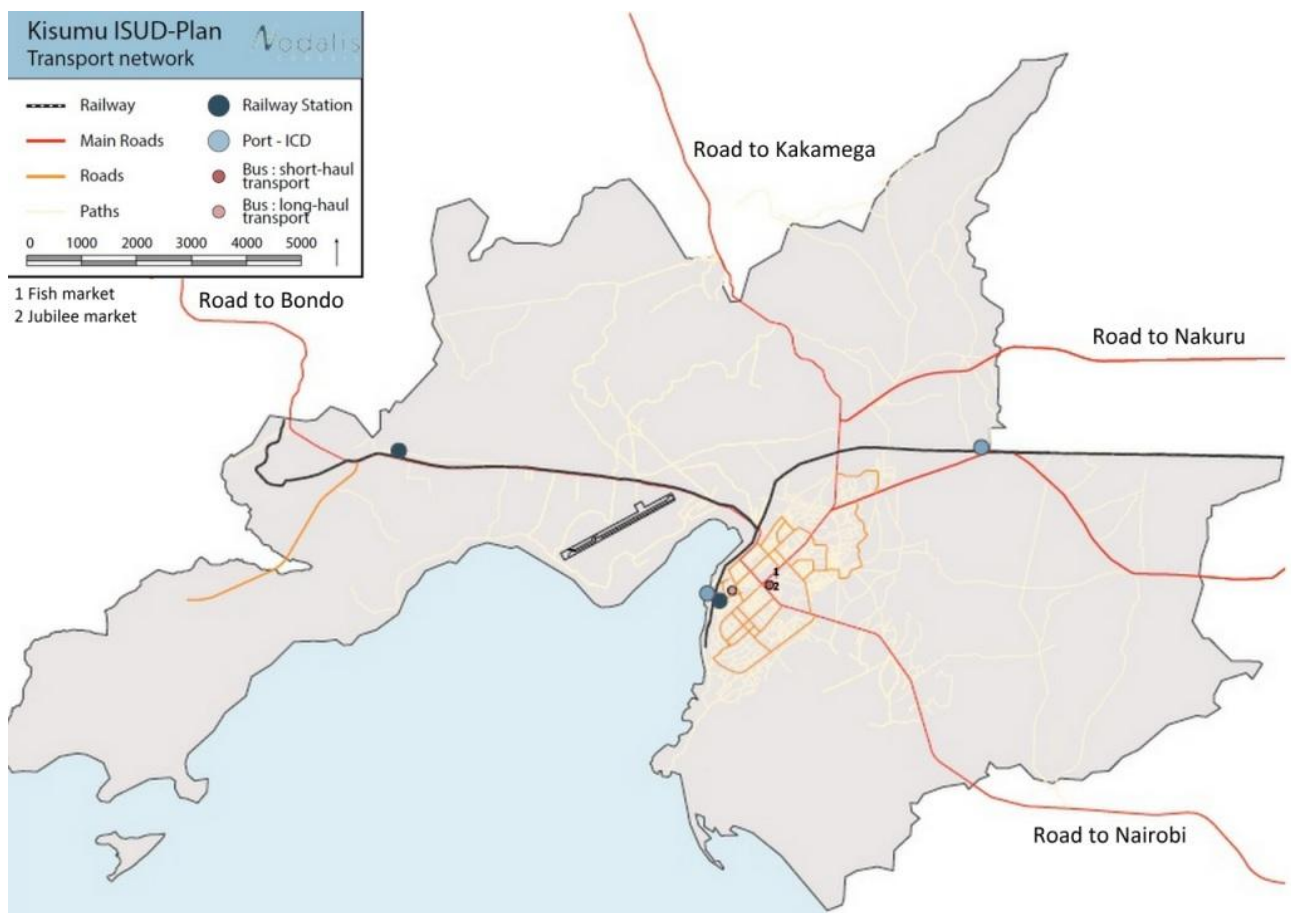 Kisumu ISUD-Plan
Nodalis
Transport network
Railway
Railway Station
Main Roads
Port - ICD
Roads
Bus : short-haul
transport
Paths
Bus : long-haul
transport
0 1000 2000 3000 4000 5000
1 Fish market
2 Jubilee market
Road to Bondo
Road to Kakamega
Road to Nakuru
1
2
Road to Nairobi